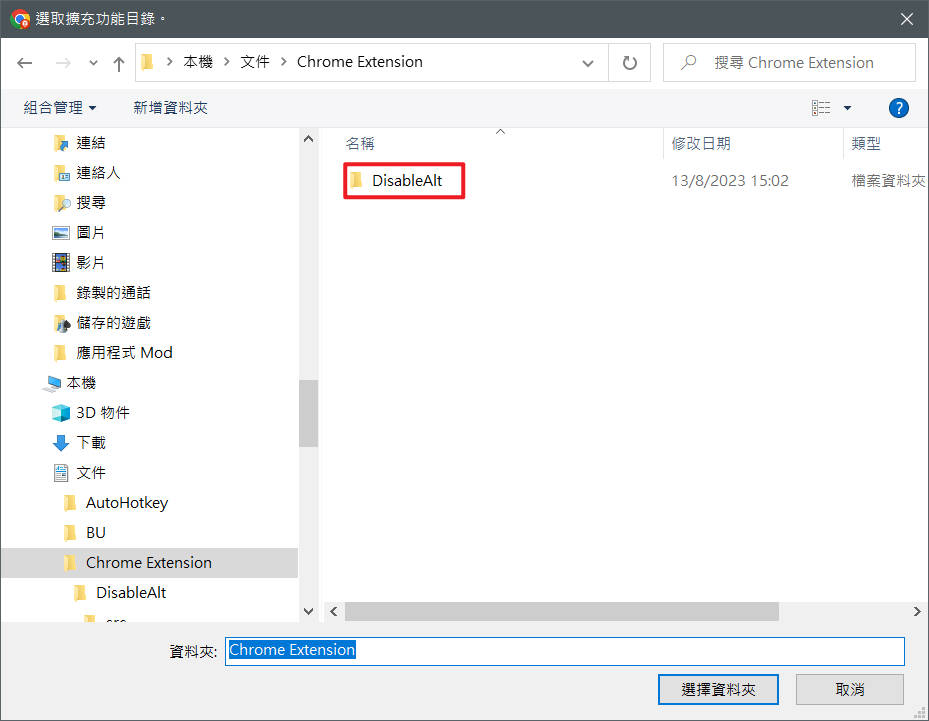 選取擴充功能目錄。
本機 文件 Chrome Extension
搜尋 Chrome Extension
組合管理 新增資料夾
?
連結
連絡人
搜尋
圖片
影片
錄製的通話
儲存的遊戲
應用程式 Mod
本機
3D 物件
下載
文件
AutoHotkey
BU
Chrome Extension
DisableAlt
名稱 修改日期 類型
DisableAlt 13/8/2023 15:02 檔案資料夾
資料夾: Chrome Extension
選擇資料夾 取消